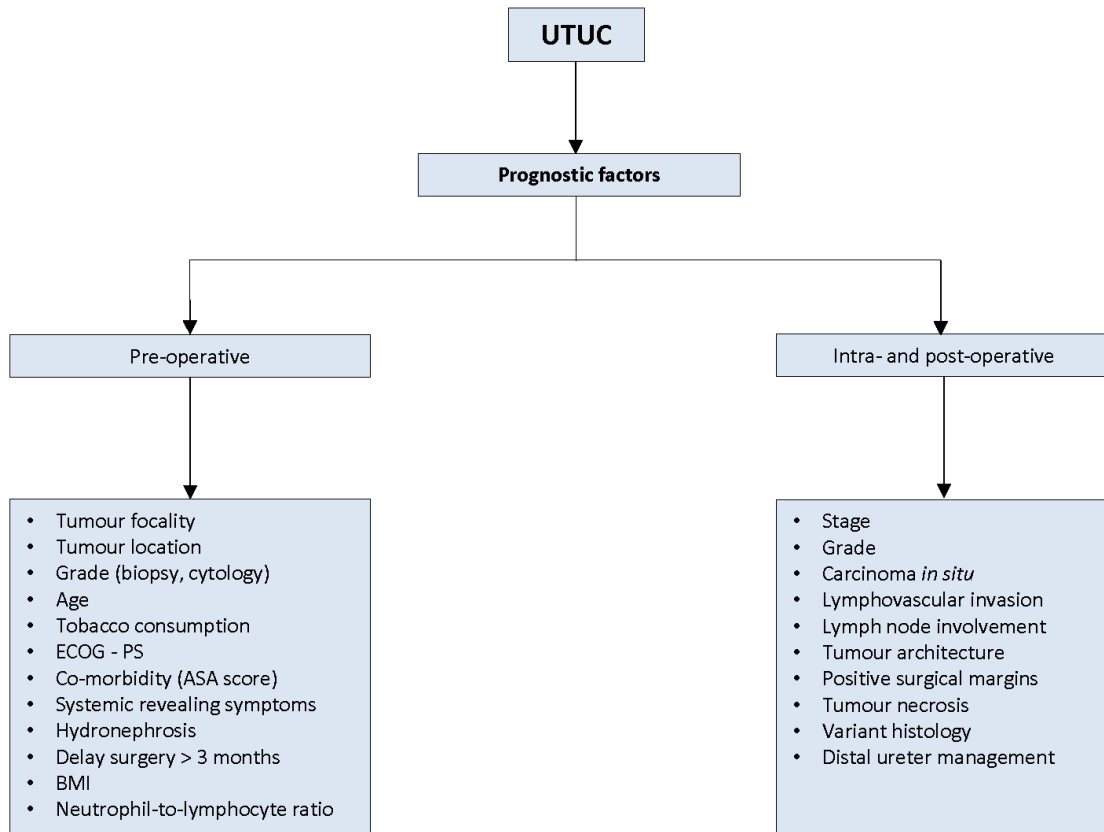 UTUC
Prognostic factors
Pre-operative
Intra- and post-operative
• Tumour focality
• Tumour location
• Grade (biopsy, cytology)
• Age
• Tobacco consumption
• ECOG - PS
• Co-morbidity (ASA score)
• Systemic revealing symptoms
• Hydronephrosis
• Delay surgery > 3 months
• BMI
• Neutrophil-to-lymphocyte ratio
• Stage
• Grade
• Carcinoma in situ
• Lymphovascular invasion
• Lymph node involvement
• Tumour architecture
• Positive surgical margins
• Tumour necrosis
• Variant histology
• Distal ureter management